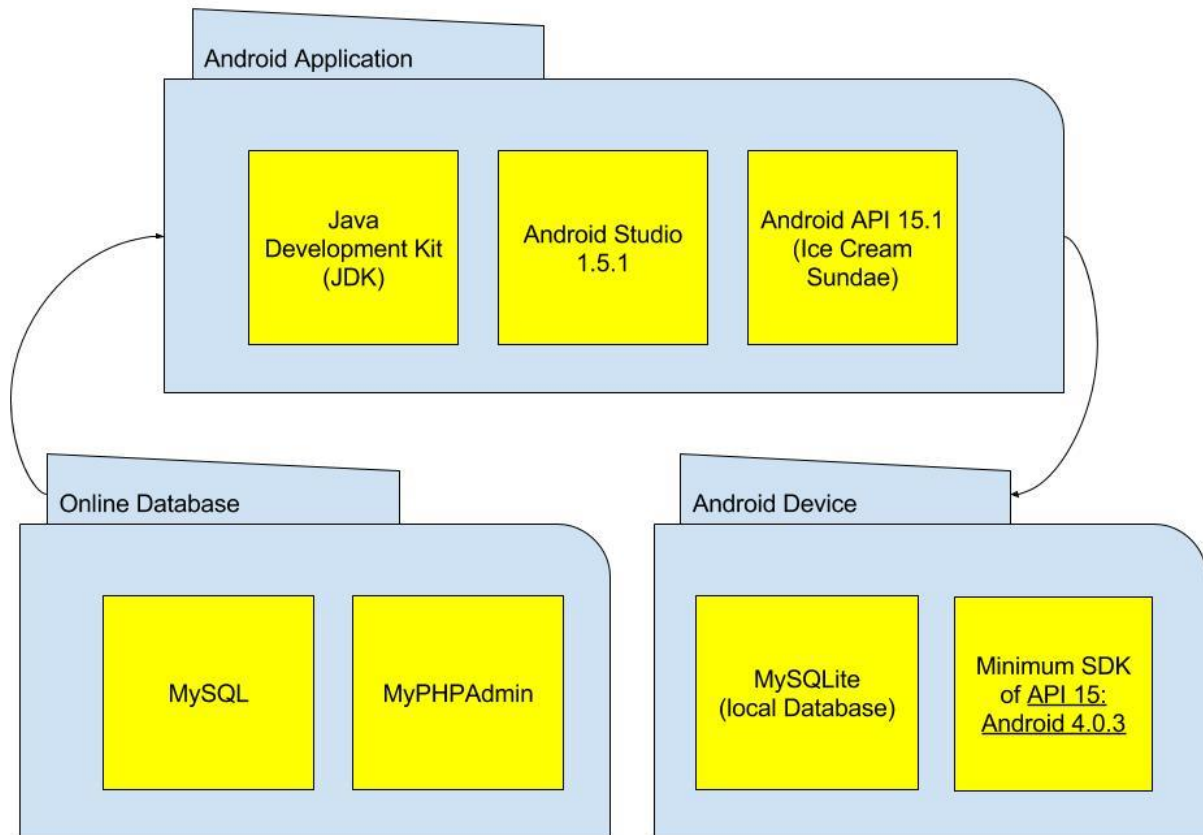 Android Application
Java
Development Kit
(JDK)
Android Studio
1.5.1
Android API 15.1
(Ice Cream
Sundae)
Online Database
MySQL
MyPHPAdmin
Android Device
MySQLite
(local Database)
Minimum SDK
of API 15:
Android 4.0.3